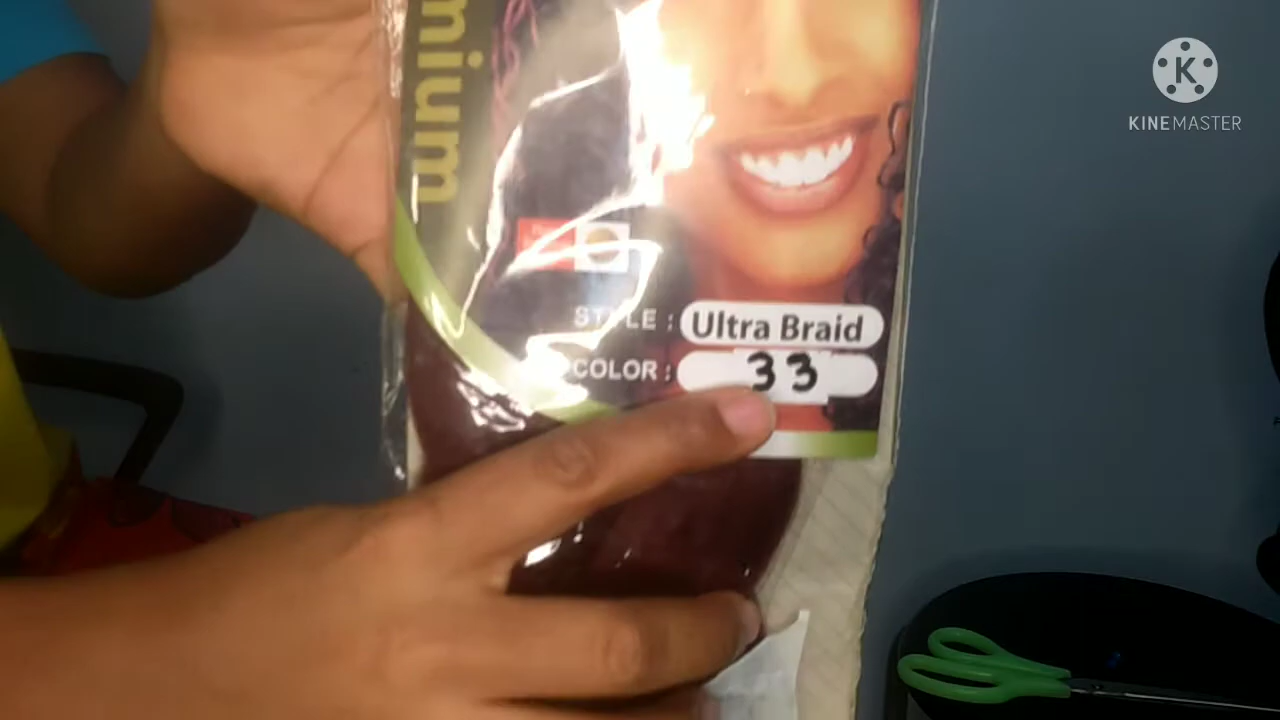 mium
STYLE : Ultra Braid
COLOR : 33
K
KINEMASTER